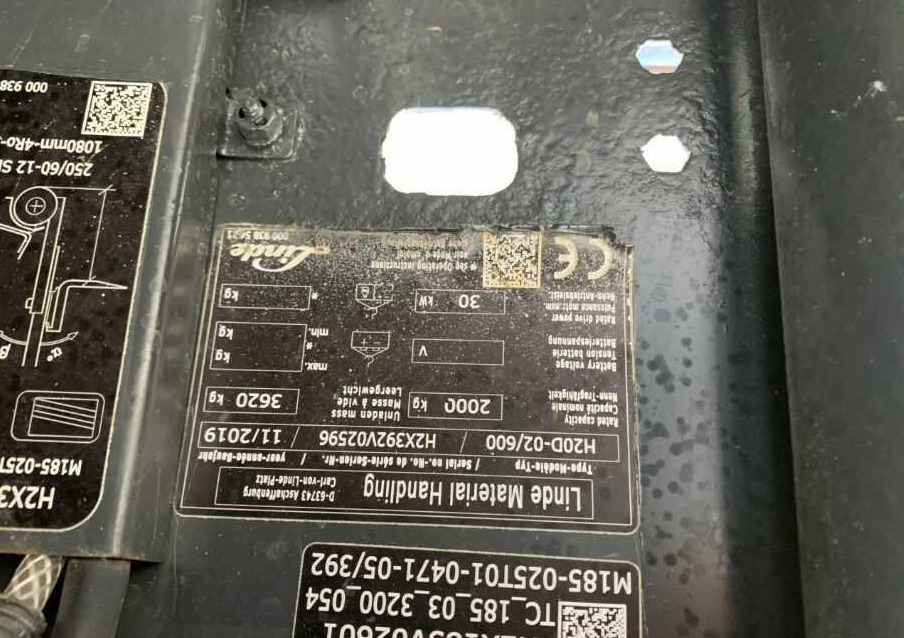 Linde Material Handling
Carl-von-Linde-Platz
D-63743 Aschaffenburg
Type-Modèle-Typ / Serial no.-No. de série-Serien-Nr. / year-année-Baujahr
H20D-02/600 / H2X392V02596 / 11/2019
Rated capacity
Capacité nominale
Nenn-Tragfähigkeit
2000 kg
Unladen mass
Masse à vide
Leergewicht
3620 kg
Battery voltage
Tension batterie
Batteriespannung
V
max. kg
* min. kg
Rated drive power
Puissance motr.nom.
Nenn-Antriebsleist.
30 kW
* kg
CE
* see Operating instructions
Linde
M185-025T01-0471-05/392
TC_185_03_3200_054
H2X3
M185-025T
β
α°
250/60-12
1080mm-4Ro-
000 938